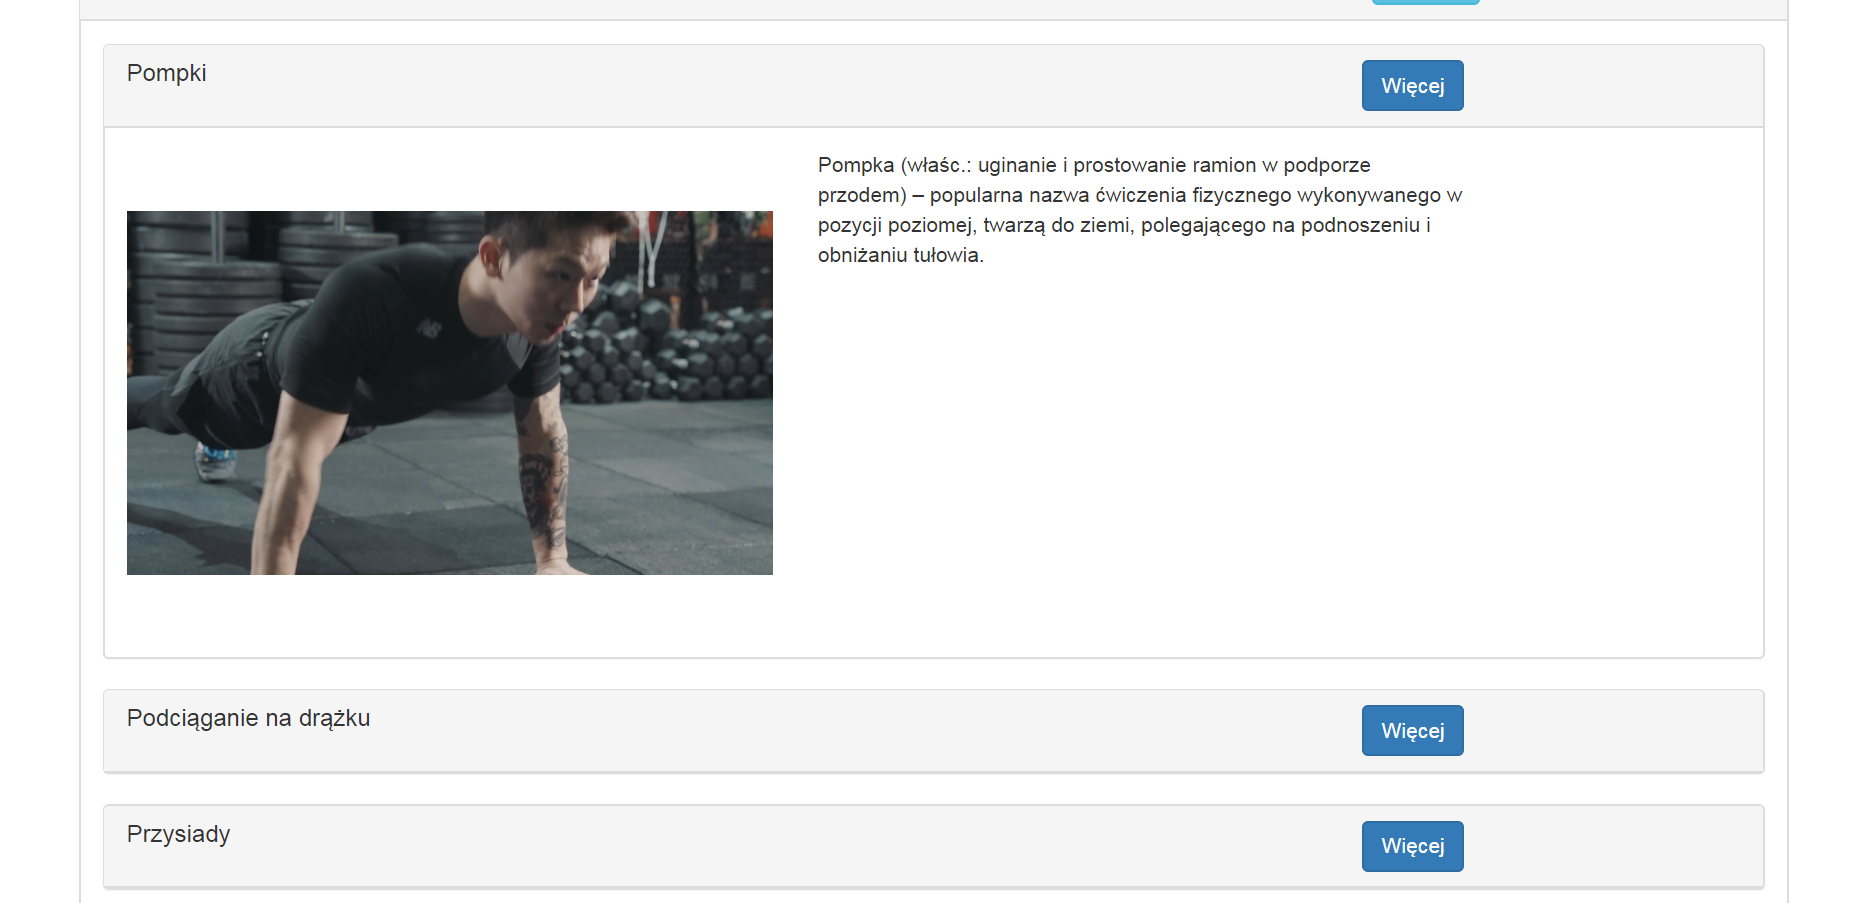 Pompki
Więcej
Pompka (właśc.: uginanie i prostowanie ramion w podporze
przodem) – popularna nazwa ćwiczenia fizycznego wykonywanego w
pozycji poziomej, twarzą do ziemi, polegającego na podnoszeniu i
obniżaniu tułowia.
Podciąganie na drążku
Więcej
Przysiady
Więcej